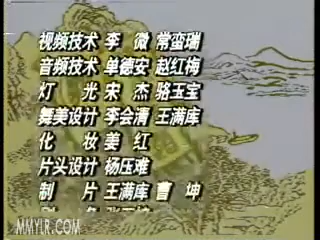 视频技术 李 微 常蛮瑞
音频技术 单德安 赵红梅
灯 光 宋 杰 骆玉宝
舞美设计 李会清 王满库
化 妆 姜 红
片头设计 杨压难
制 片 王满库 曹 坤
MMYLR.COM